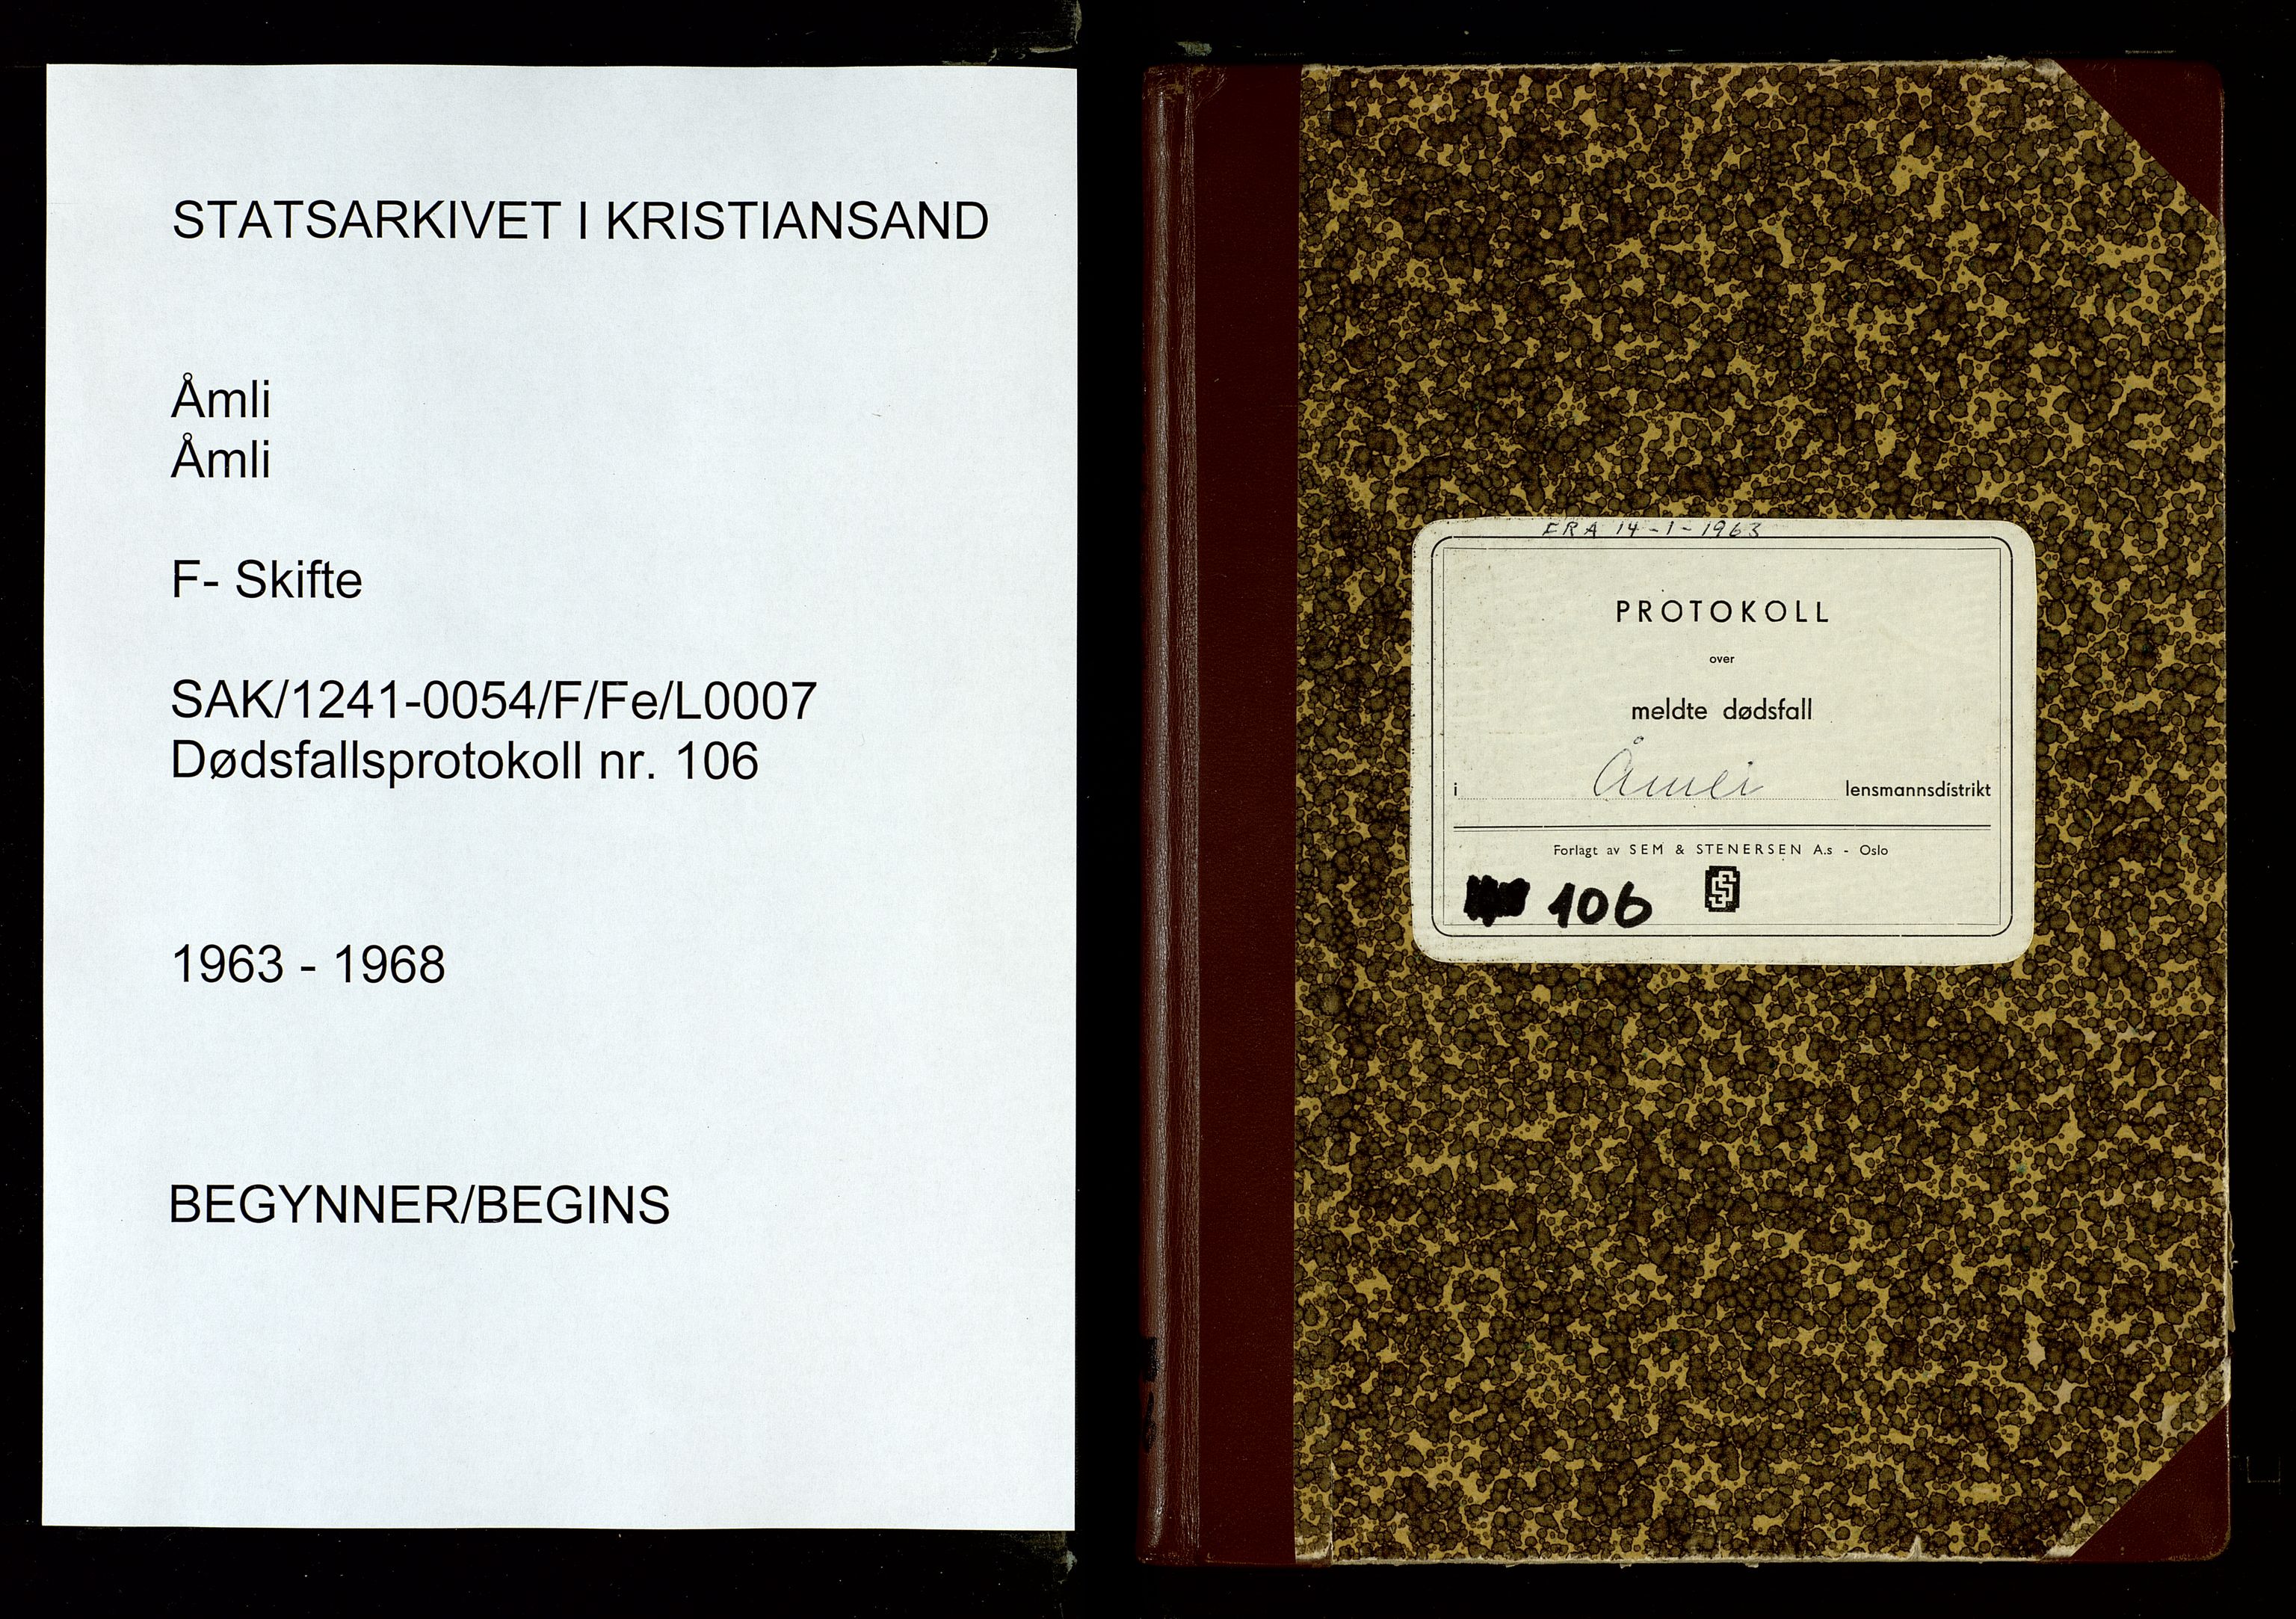 STATSARKIVET I KRISTIANSAND
Åmli
Åmli
F- Skifte
SAK/1241-0054/F/Fe/L0007
Dødsfallsprotokoll nr. 106
1963 - 1968
BEGYNNER/BEGINS
FRA 14-1-1963
PROTOKOLL
over
meldte dødsfall
i Åmli lensmannsdistrikt
Forlagt av SEM & STENERSEN A.s - Oslo
106